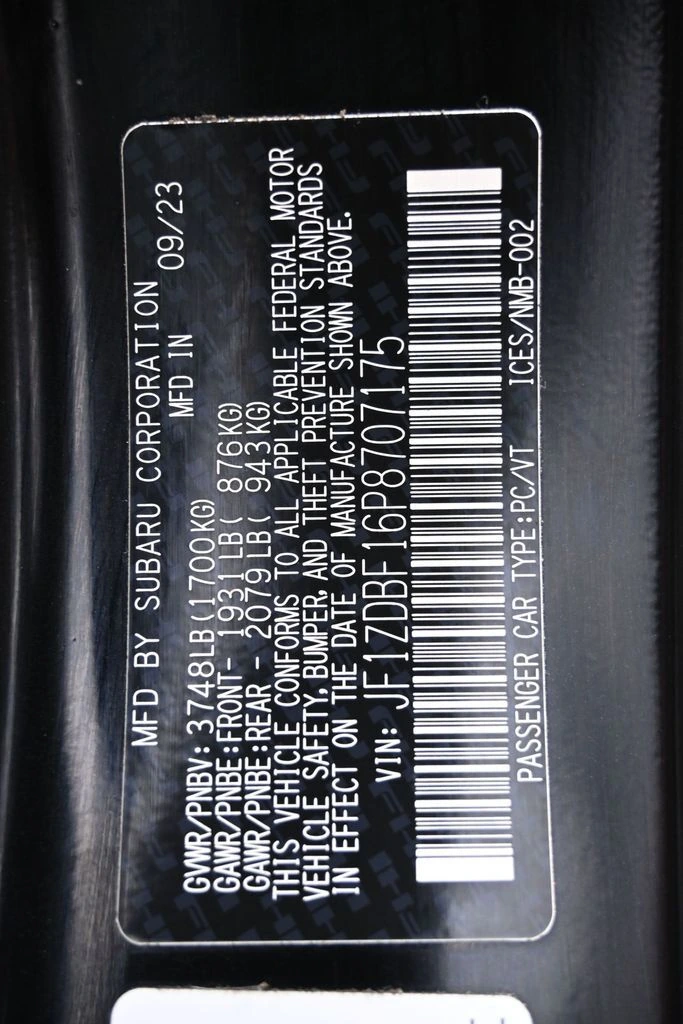 MFD BY SUBARU CORPORATION
MFD IN 09/23
GVWR/PNBV: 3748LB(1700KG)
GAWR/PNBE:FRONT- 1931LB( 876KG)
GAWR/PNBE:REAR - 2079LB( 943KG)
THIS VEHICLE CONFORMS TO ALL APPLICABLE FEDERAL MOTOR
VEHICLE SAFETY, BUMPER, AND THEFT PREVENTION STANDARDS
IN EFFECT ON THE DATE OF MANUFACTURE SHOWN ABOVE.
VIN: JF1ZDBF16P8707175
PASSENGER CAR TYPE:PC/VT ICES/NMB-002